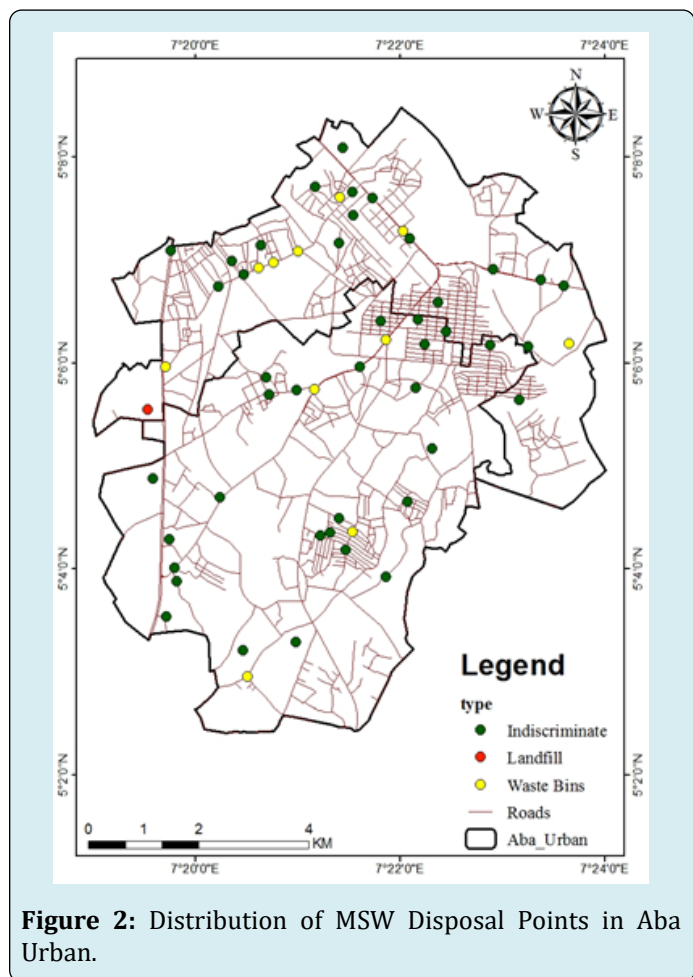 7°20'0"E 7°22'0"E 7°24'0"E
N
W E
S
5°8'0"N 5°8'0"N
5°6'0"N 5°6'0"N
5°4'0"N 5°4'0"N
5°2'0"N 5°2'0"N
Legend
type
Indiscriminate
Landfill
Waste Bins
Roads
Aba_Urban
0 1 2 4
KM
7°20'0"E 7°22'0"E 7°24'0"E
Figure 2: Distribution of MSW Disposal Points in Aba
Urban.